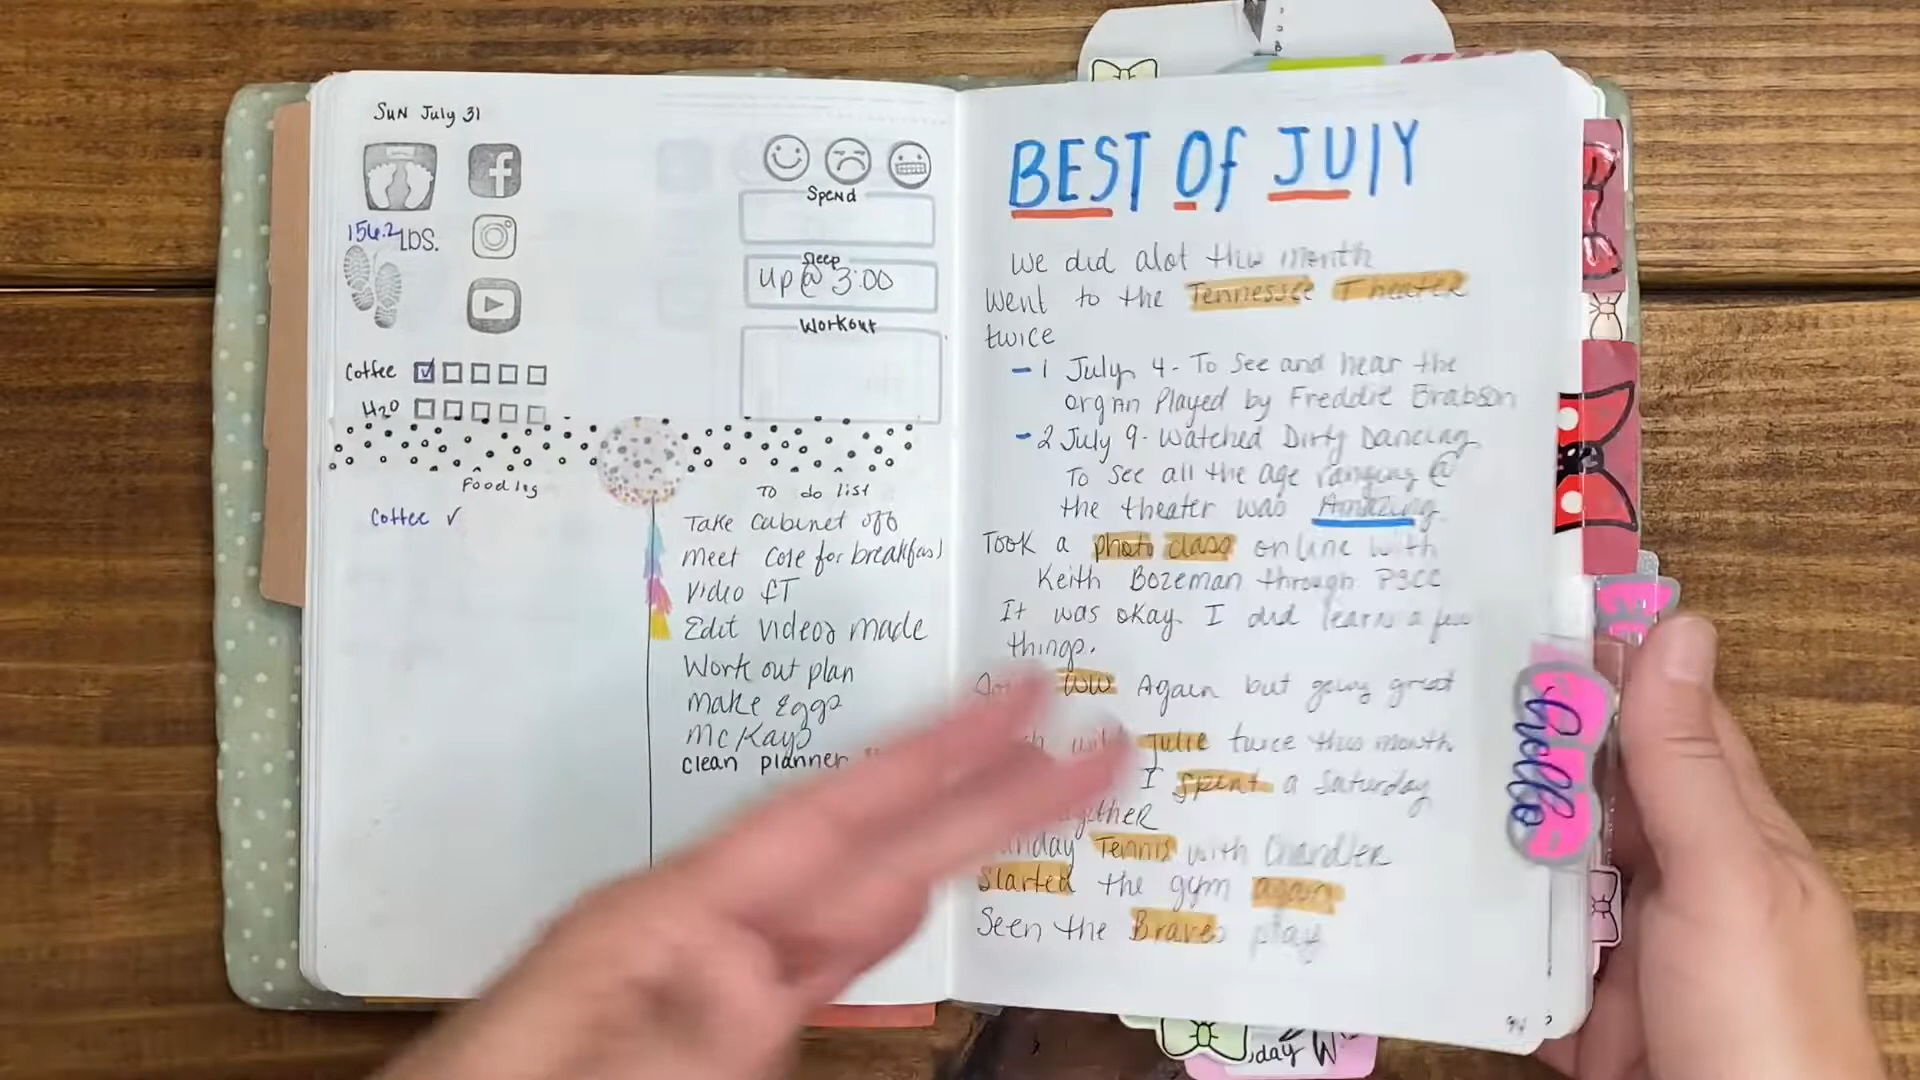 SUN July 31
156.2 LBS.
Coffee
H2O
Spend
Sleep
up @ 3:00
Workout
Food log
Coffee ✓
To do list
Take Cabinet off
Meet Cole for breakfast
Video FT
Edit videos made
Work out plan
Make Eggs
McKays
clean planner
BEST Of JUlY
We did alot this month
Went to the Tennessee Theater
twice
- 1 July 4 - To See and hear the
organ Played by Freddie Brabson
- 2 July 9 - Watched Dirty Dancing
To See all the age ranging @
the theater was Amazing.
Took a photo class online with
Keith Bozeman through PSCC
It was okay. I did learn a few
things.
WW Again but going great
Julie twice this month
I spent a Saturday
together
Tennis with Chandler
Started the gym again
Seen the Braves play
Hello
day